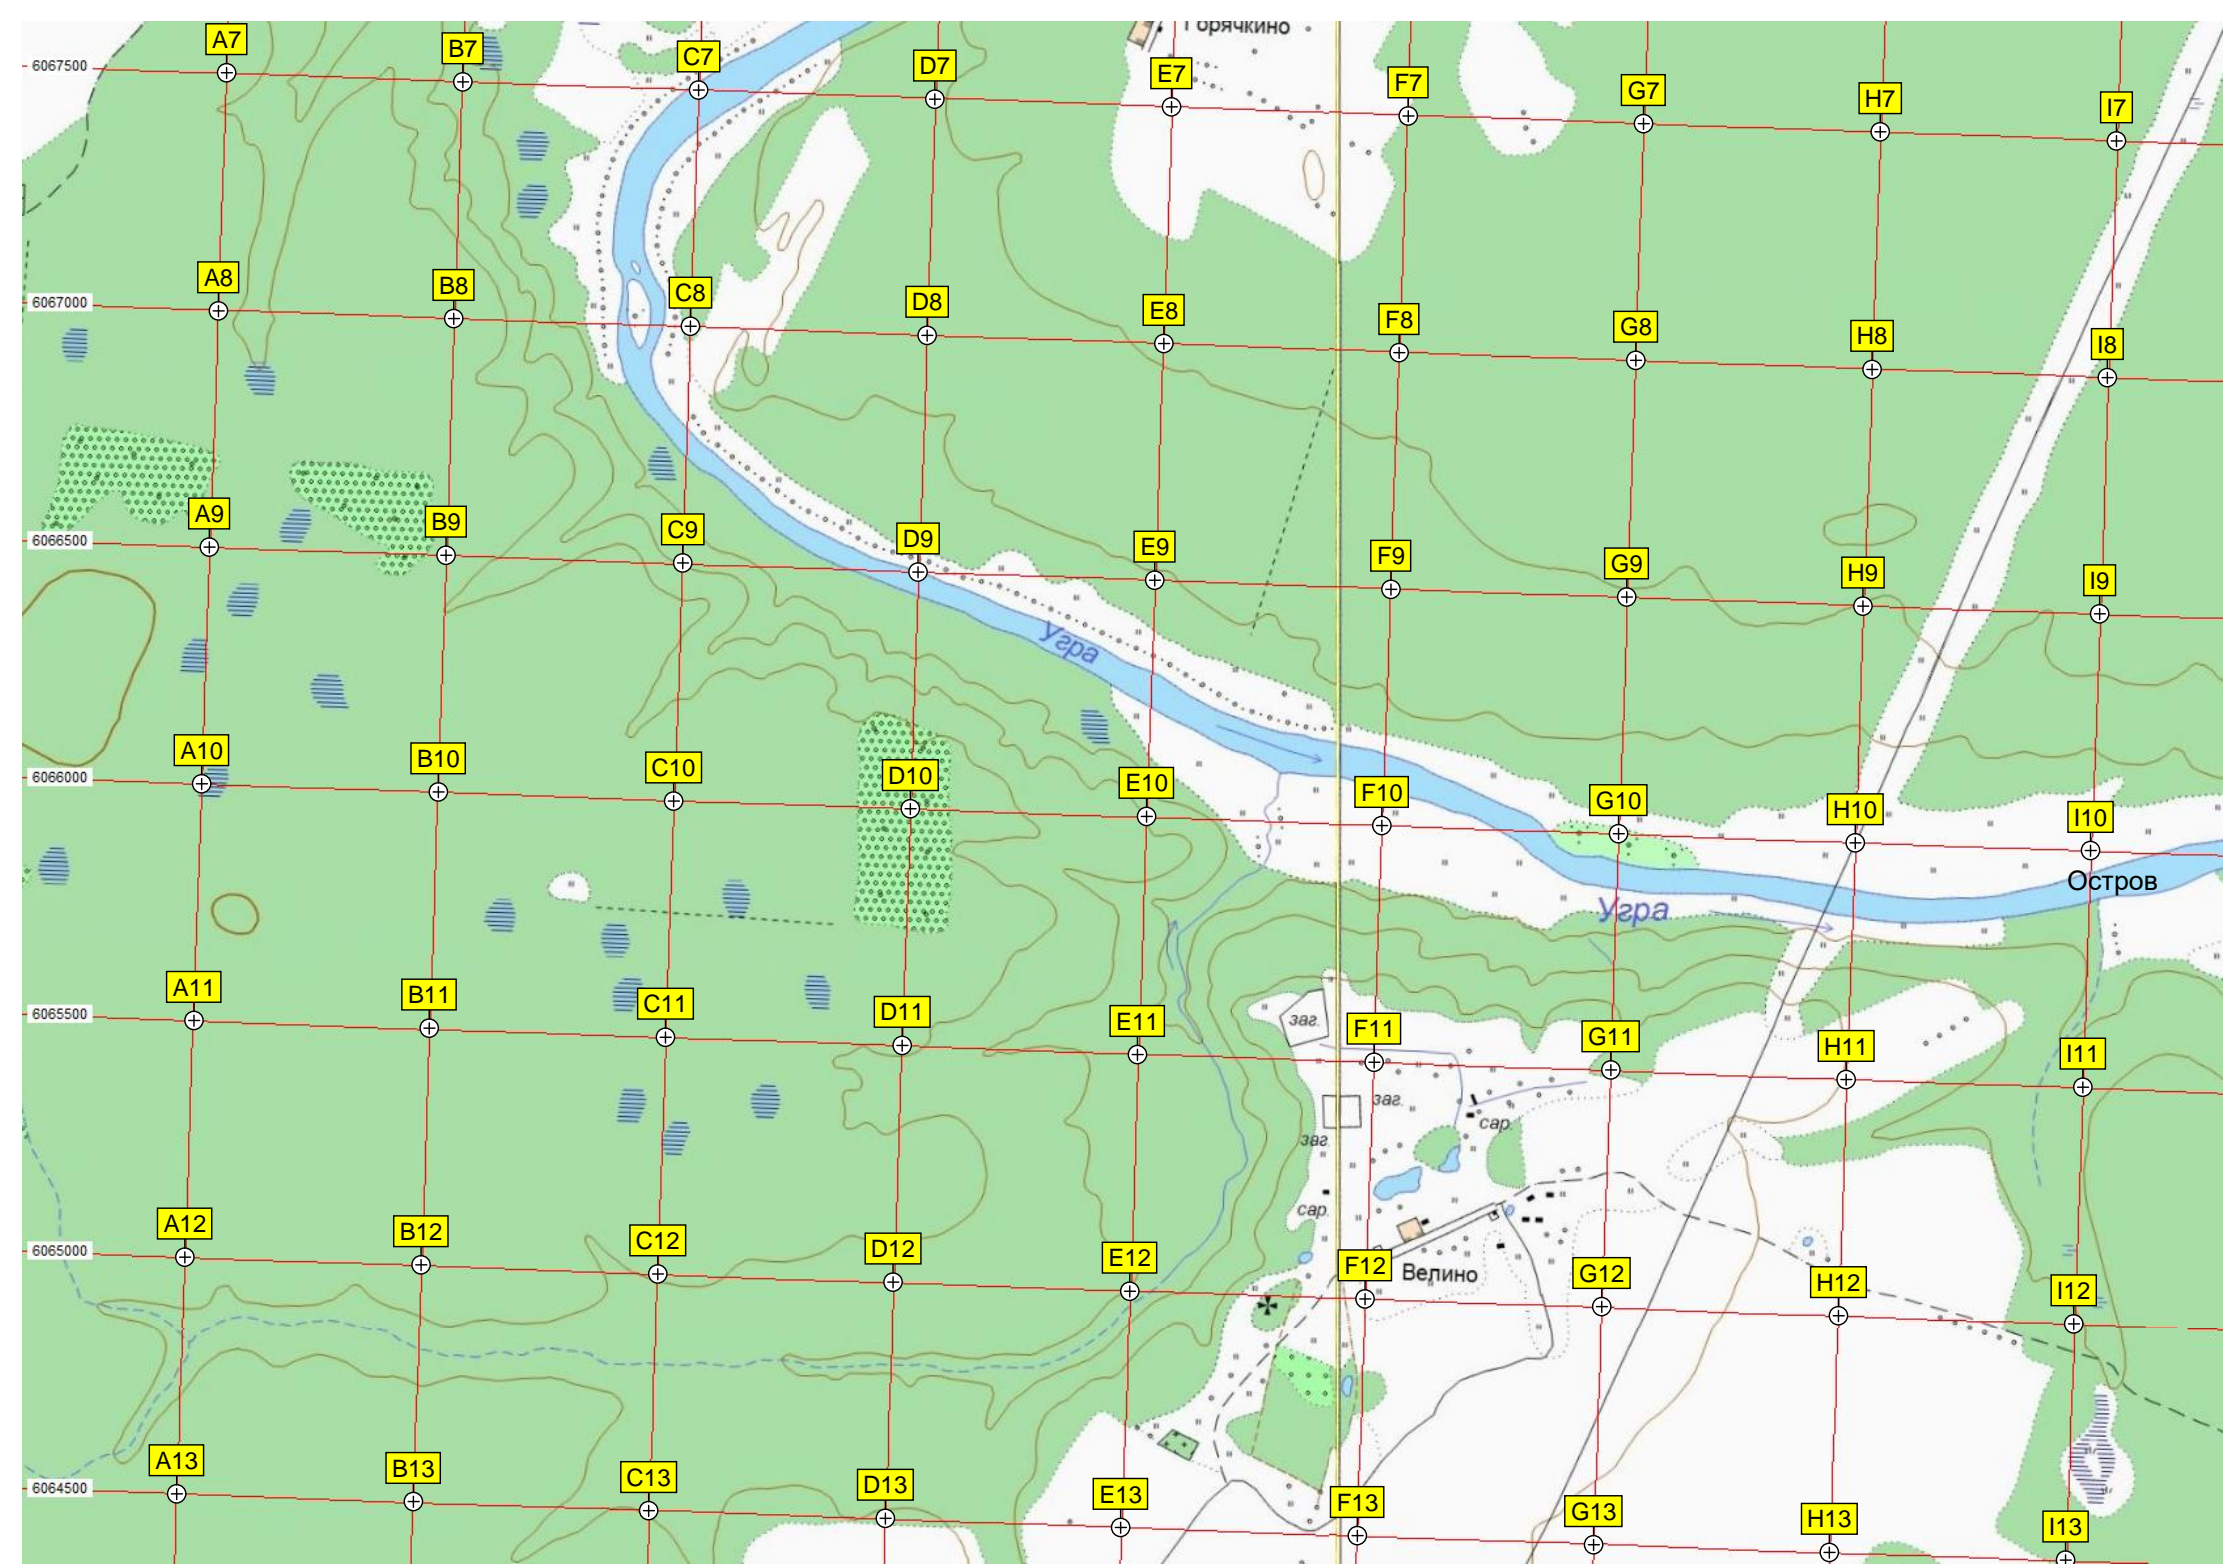 Горячкино
A7
B7
C7
D7
E7
F7
G7
H7
I7
6067500
A8
B8
C8
D8
E8
F8
G8
H8
I8
6067000
A9
B9
C9
D9
E9
F9
G9
H9
I9
6066500
Угра
A10
B10
C10
D10
E10
F10
G10
H10
I10
6066000
Остров
Угра
A11
B11
C11
D11
E11
F11
G11
H11
I11
6065500
заг.
заг.
заг.
сар.
сар.
A12
B12
C12
D12
E12
F12
G12
H12
I12
6065000
Велино
A13
B13
C13
D13
E13
F13
G13
H13
I13
6064500